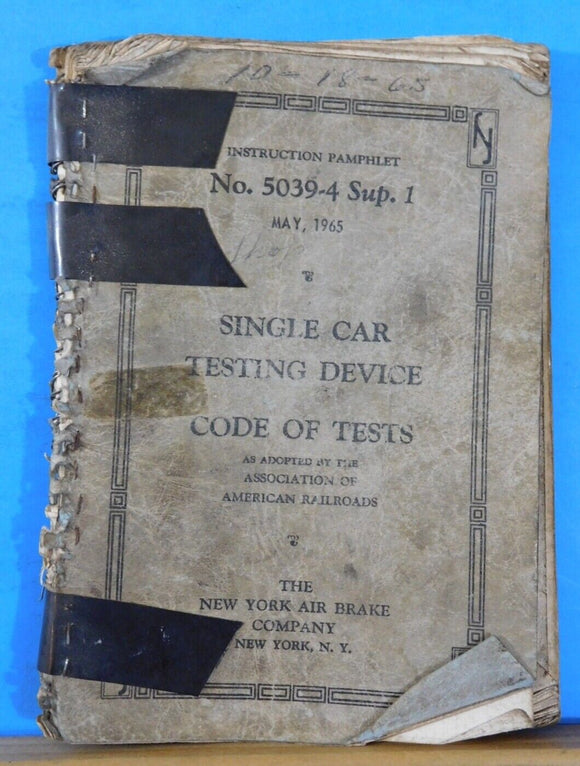 10-18-65
INSTRUCTION PAMPHLET
No. 5039-4 Sup. 1
MAY, 1965
Shop
SINGLE CAR
TESTING DEVICE
CODE OF TESTS
AS ADOPTED BY THE
ASSOCIATION OF
AMERICAN RAILROADS
THE
NEW YORK AIR BRAKE
COMPANY
NEW YORK, N. Y.